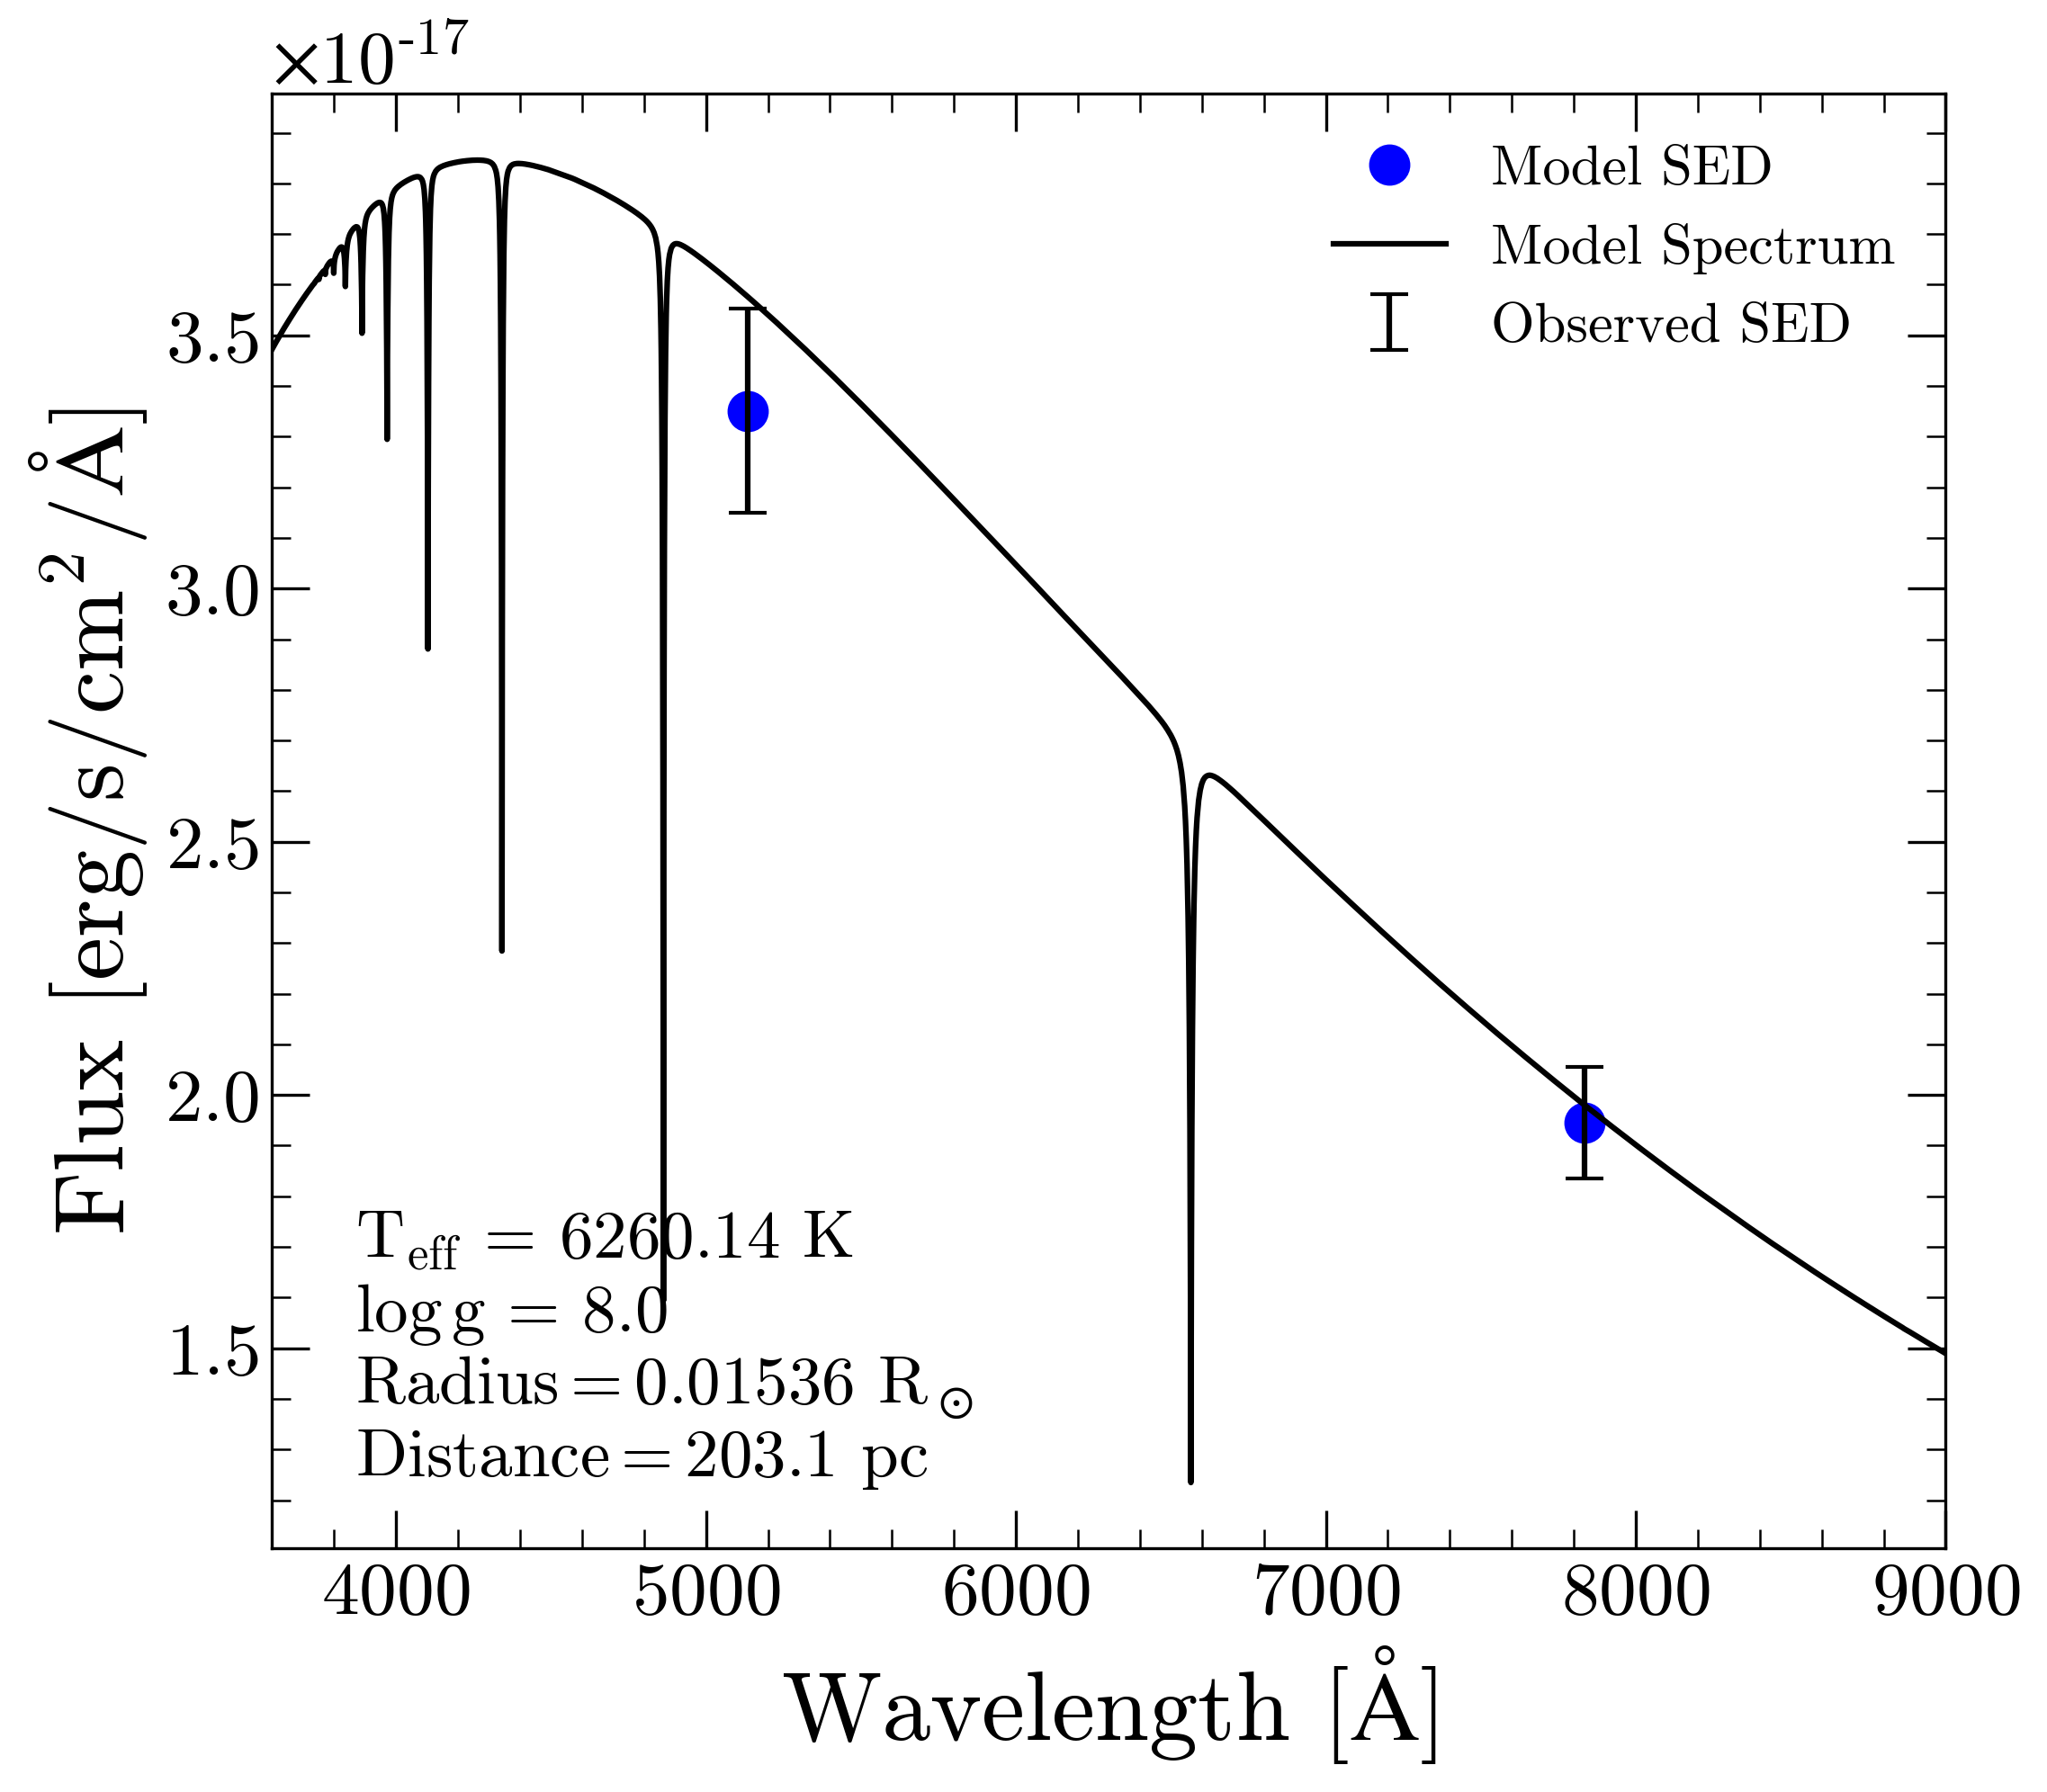 ×10⁻¹⁷
Model SED
Model Spectrum
Observed SED
3.5
3.0
2.5
2.0
1.5
Flux [erg/s/cm²/Å]
T_eff = 6260.14 K
log g = 8.0
Radius = 0.01536 R_⊙
Distance = 203.1 pc
4000 5000 6000 7000 8000 9000
Wavelength [Å]